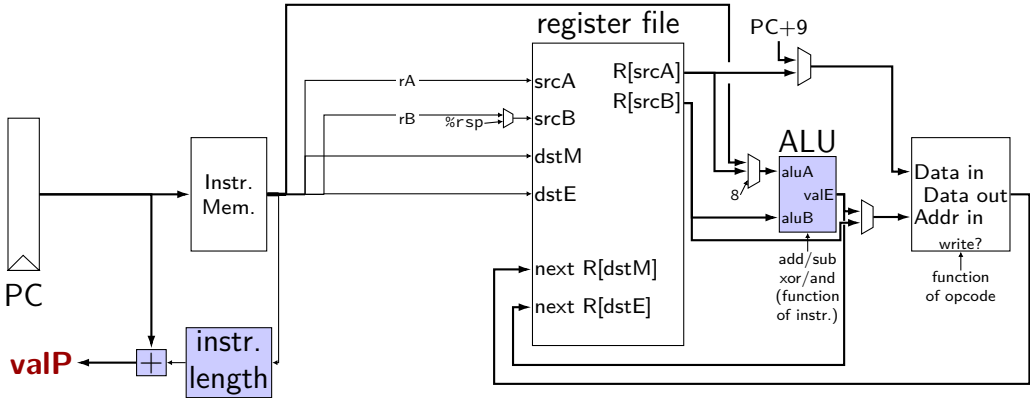 register file
PC+9
R[srcA]
rA
srcA
R[srcB]
rB
%rsp
srcB
ALU
dstM
Instr.
Mem.
aluA
Data in
8
valE
dstE
Data out
aluB
Addr in
write?
add/sub
xor/and
(function
of instr.)
function
of opcode
next R[dstM]
PC
next R[dstE]
valP
+
instr.
length